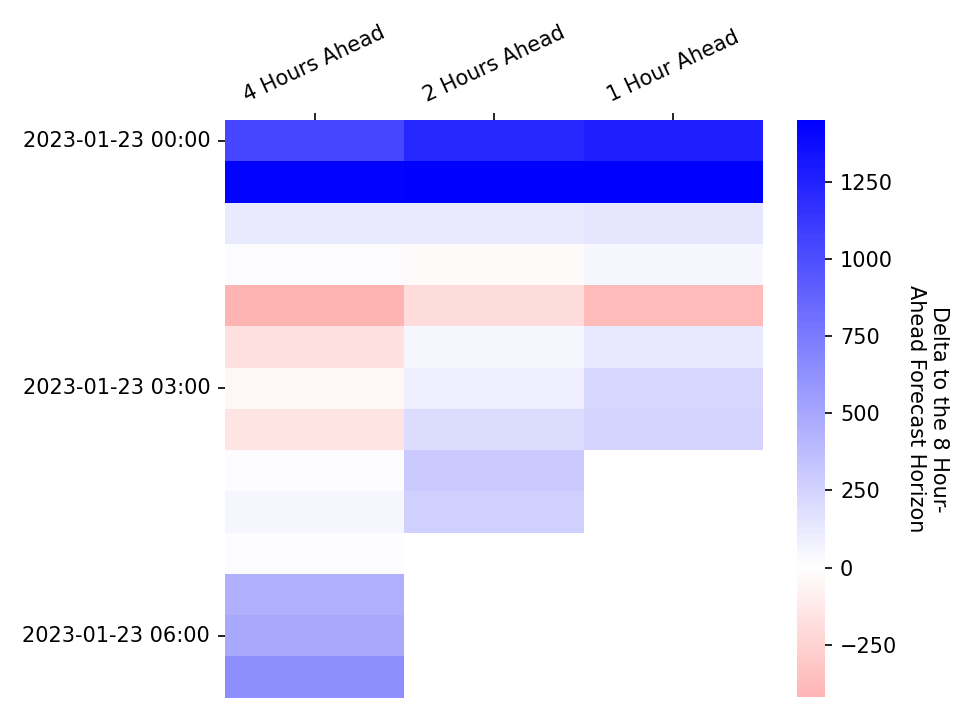 4 Hours Ahead
2 Hours Ahead
1 Hour Ahead
2023-01-23 00:00
2023-01-23 03:00
2023-01-23 06:00
1250
1000
750
500
250
0
−250
Delta to the 8 Hour-
Ahead Forecast Horizon